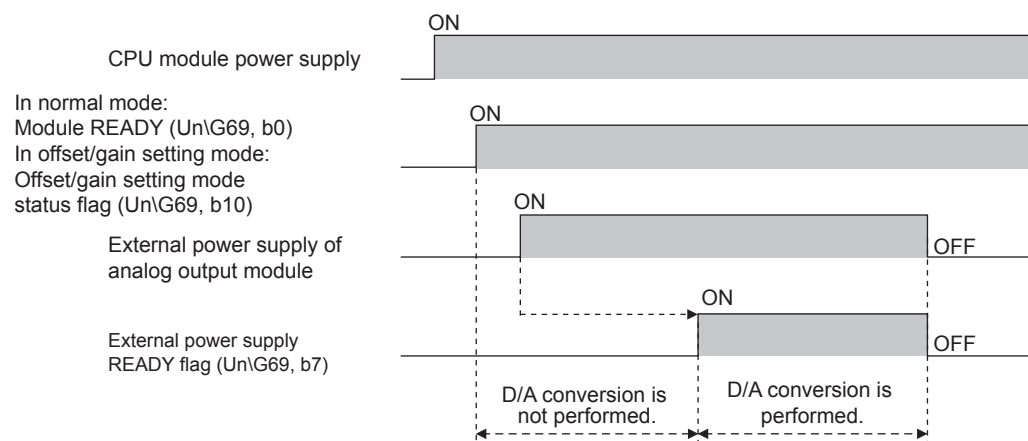 ON
CPU module power supply
In normal mode:
Module READY (Un\G69, b0)
In offset/gain setting mode:
Offset/gain setting mode
status flag (Un\G69, b10)
ON
ON
External power supply of
analog output module
OFF
ON
External power supply
READY flag (Un\G69, b7)
OFF
D/A conversion is
not performed.
D/A conversion is
performed.